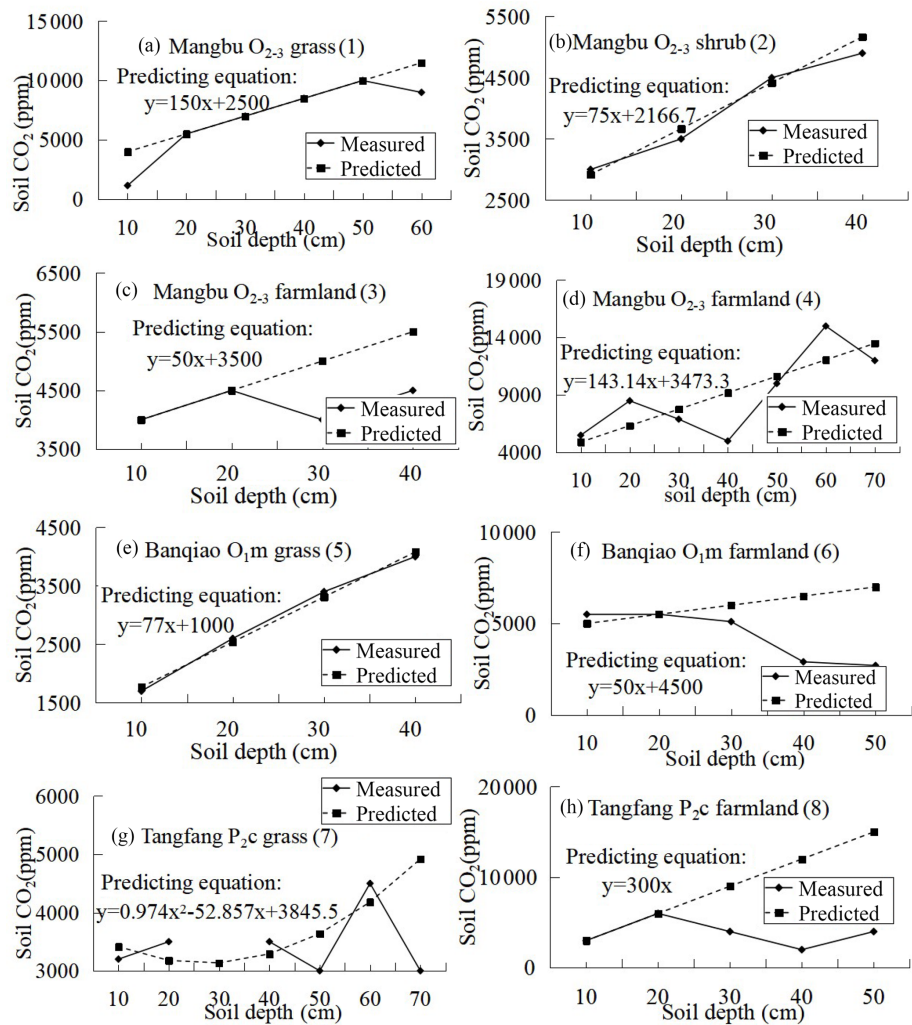 (a) Mangbu O₂₋₃ grass (1)
Predicting equation:
y=150x+2500
Soil CO₂ (ppm)
15000
10000
5000
0
10 20 30 40 50 60
Soil depth (cm)
Measured
Predicted
(b) Mangbu O₂₋₃ shrub (2)
Predicting equation:
y=75x+2166.7
Soil CO₂ (ppm)
5500
4500
3500
2500
10 20 30 40
Soil depth (cm)
Measured
Predicted
(c) Mangbu O₂₋₃ farmland (3)
Predicting equation:
y=50x+3500
Soil CO₂(ppm)
6500
5500
4500
3500
10 20 30 40
Soil depth (cm)
Measured
Predicted
(d) Mangbu O₂₋₃ farmland (4)
Predicting equation:
y=143.14x+3473.3
Soil CO₂(ppm)
19000
14000
9000
4000
10 20 30 40 50 60 70
soil depth (cm)
Measured
Predicted
(e) Banqiao O₁m grass (5)
Predicting equation:
y=77x+1000
Soil CO₂(ppm)
4500
3500
2500
1500
10 20 30 40
Soil depth (cm)
Measured
Predicted
(f) Banqiao O₁m farmland (6)
Predicting equation:
y=50x+4500
Soil CO₂(ppm)
10000
5000
0
10 20 30 40 50
Soil depth (cm)
Measured
Predicted
(g) Tangfang P₂c grass (7)
Predicting equation:
y=0.974x²-52.857x+3845.5
Soil CO₂(ppm)
6000
5000
4000
3000
10 20 30 40 50 60 70
Soil depth (cm)
Measured
Predicted
(h) Tangfang P₂c farmland (8)
Predicting equation:
y=300x
Soil CO₂(ppm)
20000
10000
0
10 20 30 40 50
Soil depth (cm)
Measured
Predicted